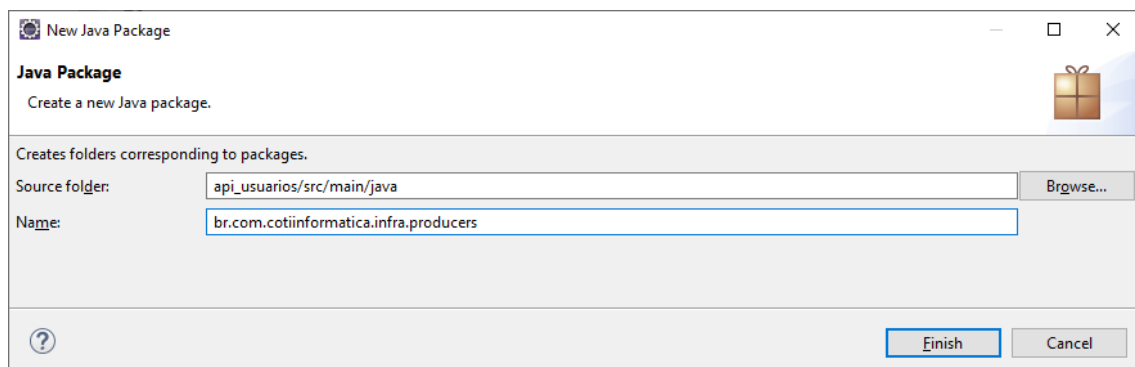 New Java Package
Java Package
Create a new Java package.
Creates folders corresponding to packages.
Source folder: api_usuarios/src/main/java Browse...
Name: br.com.cotiinformatica.infra.producers
? Finish Cancel